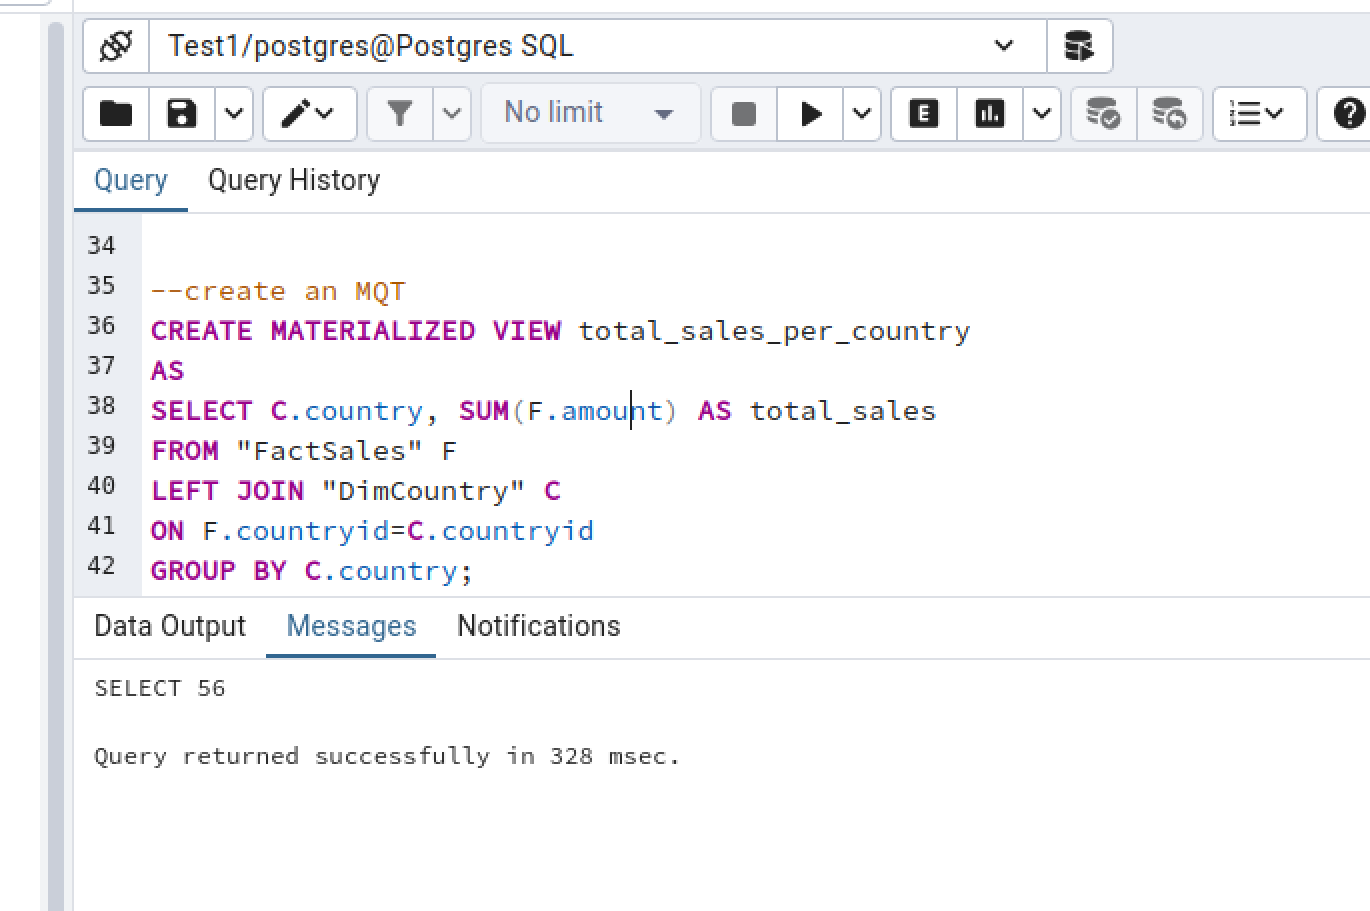 Test1/postgres@Postgres SQL
No limit
E
Query Query History
34
35 --create an MQT
36 CREATE MATERIALIZED VIEW total_sales_per_country
37 AS
38 SELECT C.country, SUM(F.amount) AS total_sales
39 FROM "FactSales" F
40 LEFT JOIN "DimCountry" C
41 ON F.countryid=C.countryid
42 GROUP BY C.country;
Data Output Messages Notifications
SELECT 56
Query returned successfully in 328 msec.